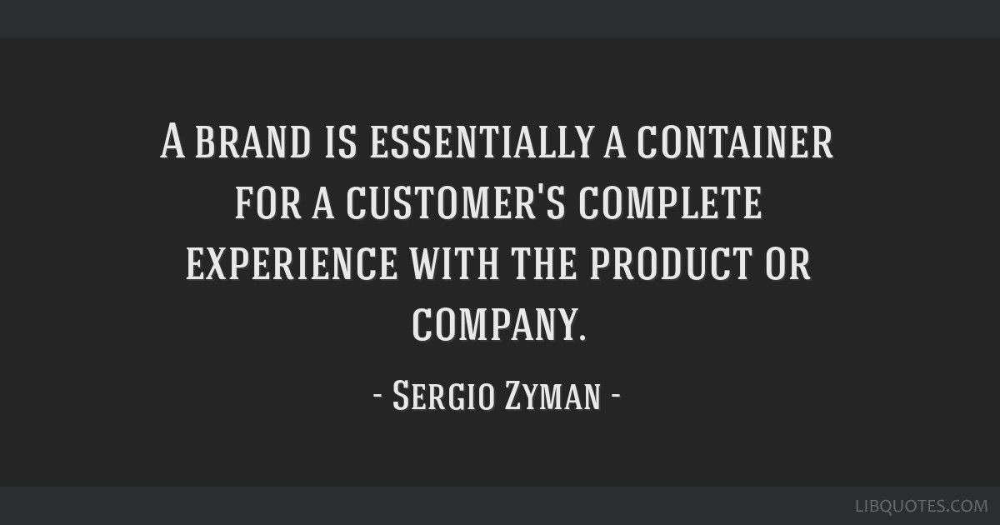 A BRAND IS ESSENTIALLY A CONTAINER
FOR A CUSTOMER'S COMPLETE
EXPERIENCE WITH THE PRODUCT OR
COMPANY.
- SERGIO ZYMAN -
LIBQUOTES.COM